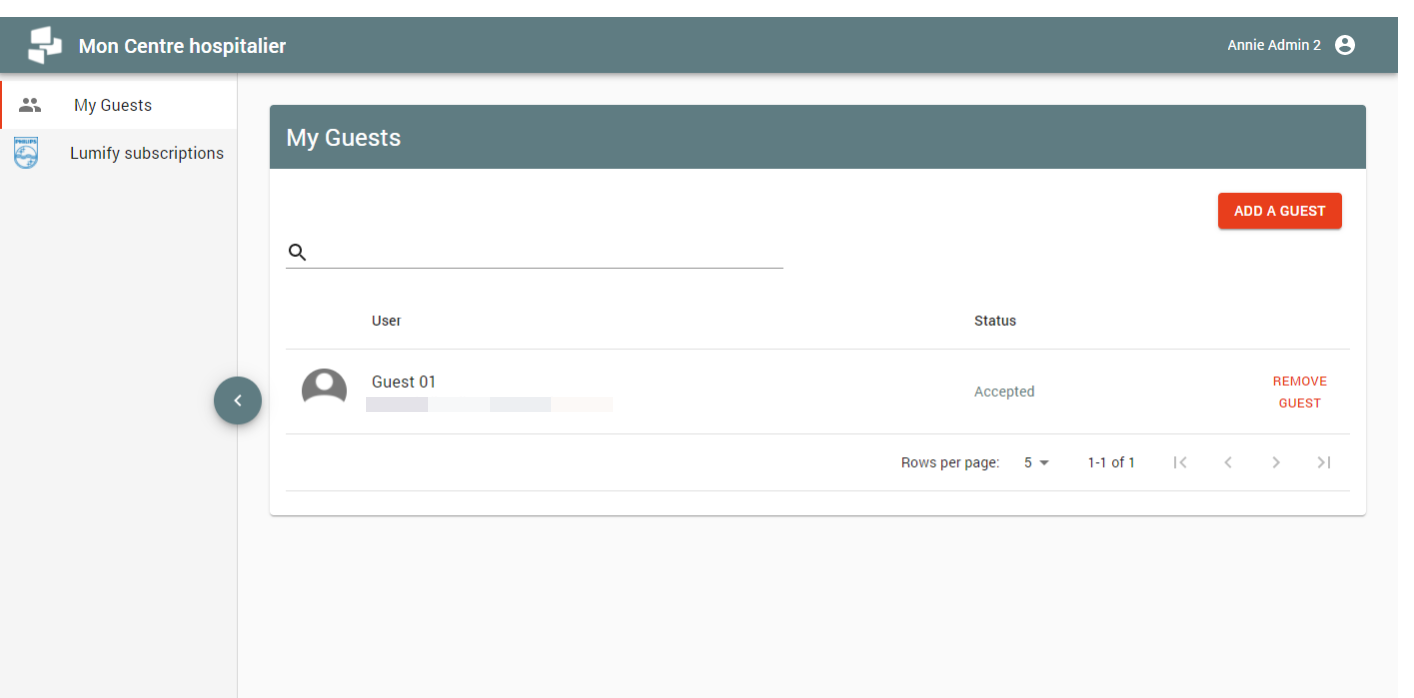 Mon Centre hospitalier
Annie Admin 2
My Guests
PHILIPS
Lumify subscriptions
My Guests
ADD A GUEST
User
Status
Guest 01
Accepted
REMOVE
GUEST
Rows per page: 5
1-1 of 1